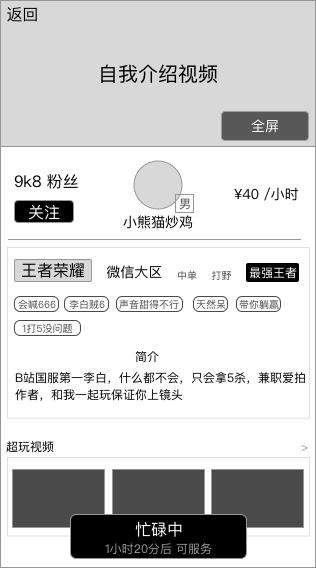 返回
自我介绍视频
全屏
9k8 粉丝
关注
男
小熊猫炒鸡
¥40 /小时
王者荣耀 微信大区 中单 打野 最强王者
会喊666 李白贼6 声音甜得不行 天然呆 带你躺赢
1打5没问题
简介
B站国服第一李白，什么都不会，只会拿5杀，兼职爱拍
作者，和我一起玩保证你上镜头
超玩视频 >
忙碌中
1小时20分后 可服务